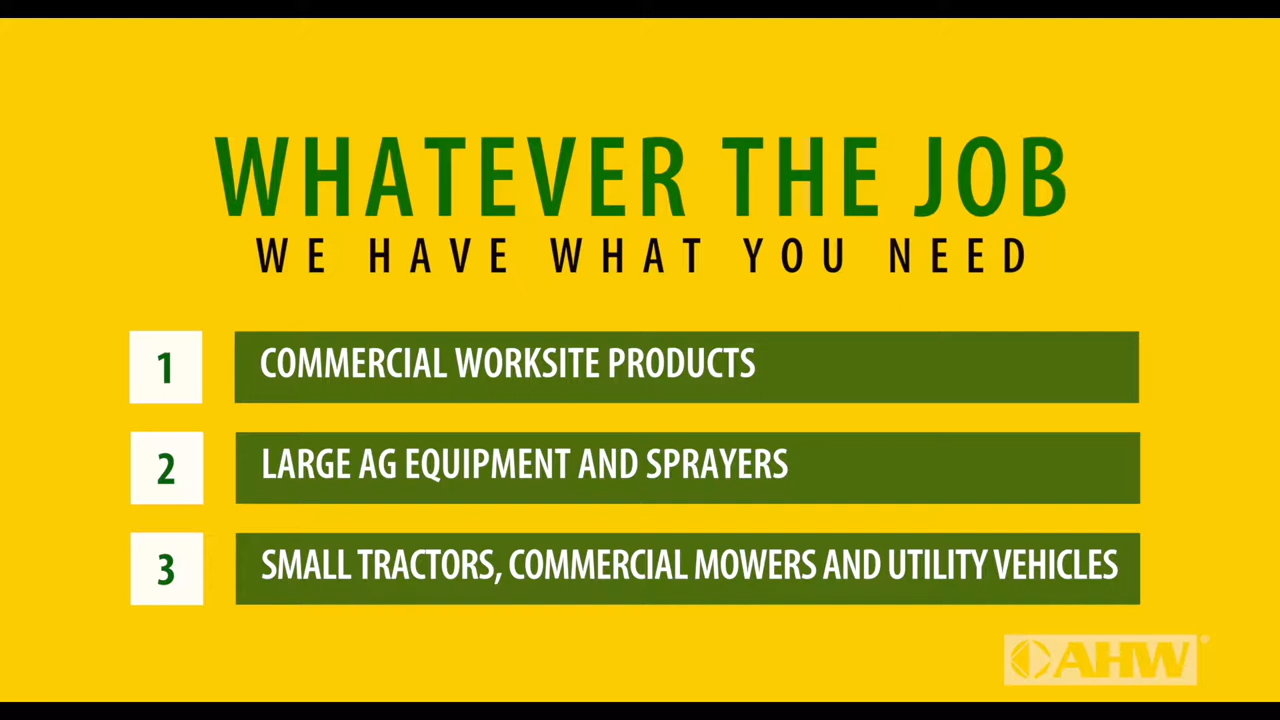 WHATEVER THE JOB
WE HAVE WHAT YOU NEED
1 COMMERCIAL WORKSITE PRODUCTS
2 LARGE AG EQUIPMENT AND SPRAYERS
3 SMALL TRACTORS, COMMERCIAL MOWERS AND UTILITY VEHICLES
AHW®